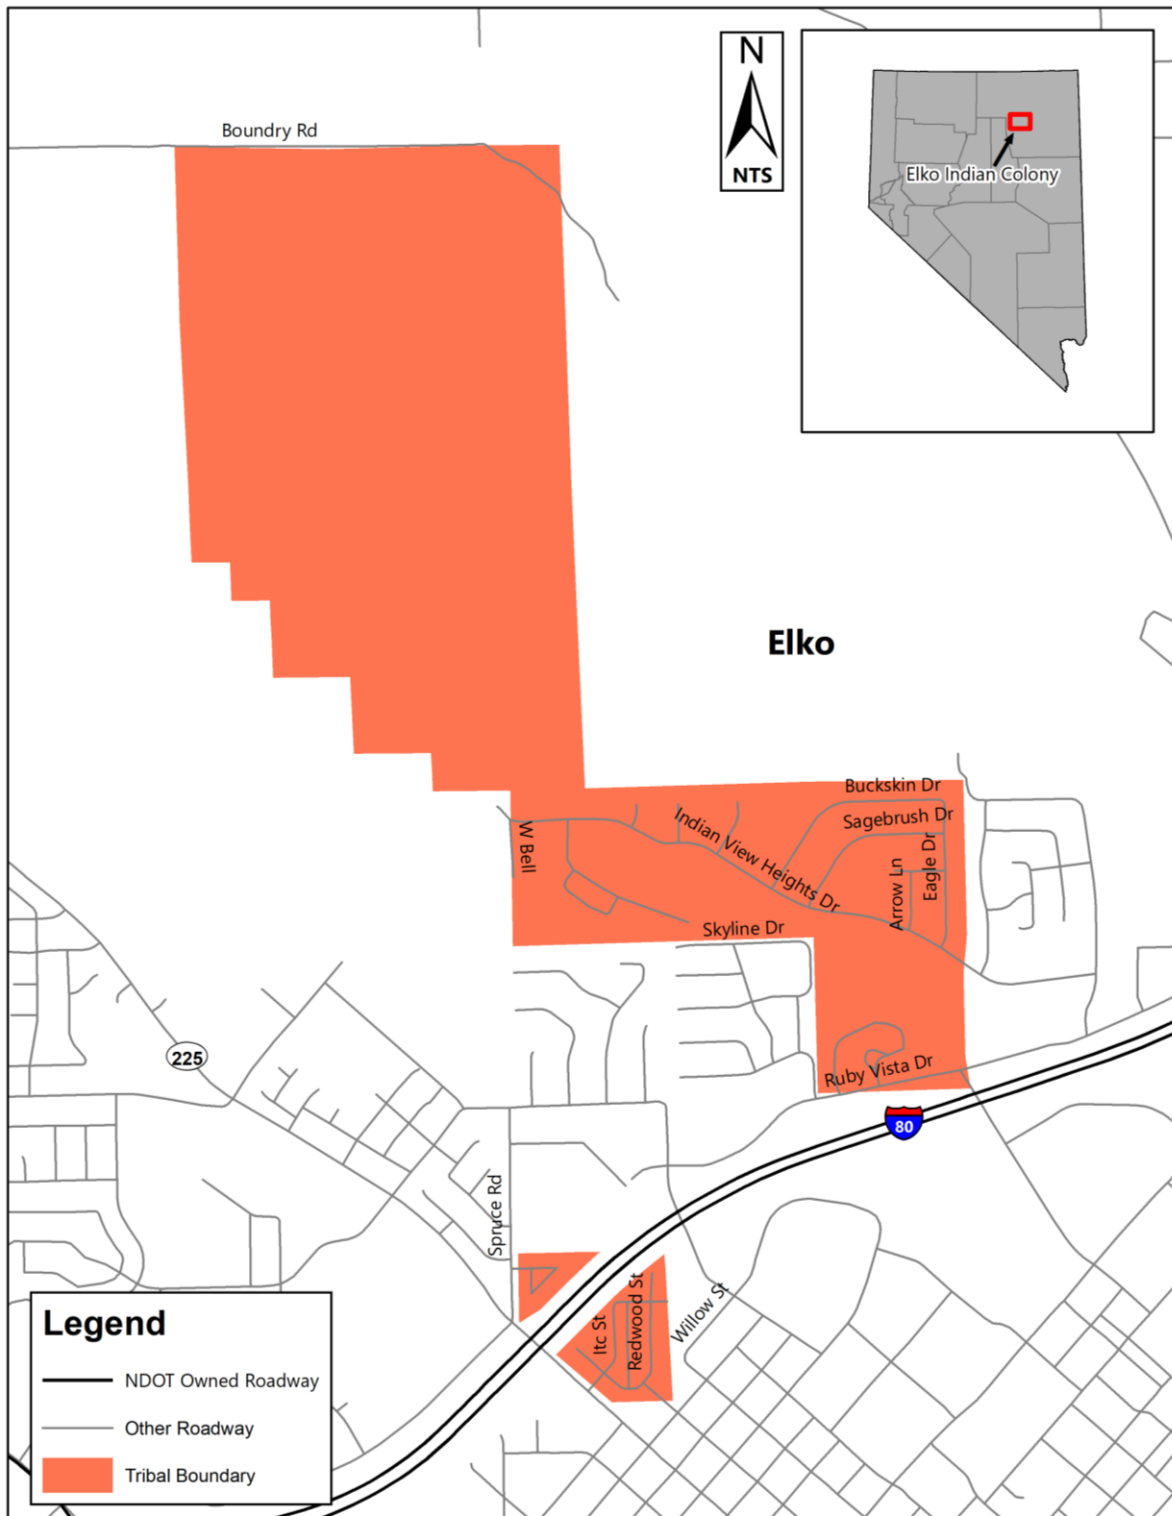 Boundry Rd
N
NTS
Elko Indian Colony
Elko
Buckskin Dr
Sagebrush Dr
W Bell
Indian View Heights Dr
Arrow Ln
Eagle Dr
Skyline Dr
225
Ruby Vista Dr
80
Spruce Rd
Itc St
Redwood St
Willow St
Legend
NDOT Owned Roadway
Other Roadway
Tribal Boundary